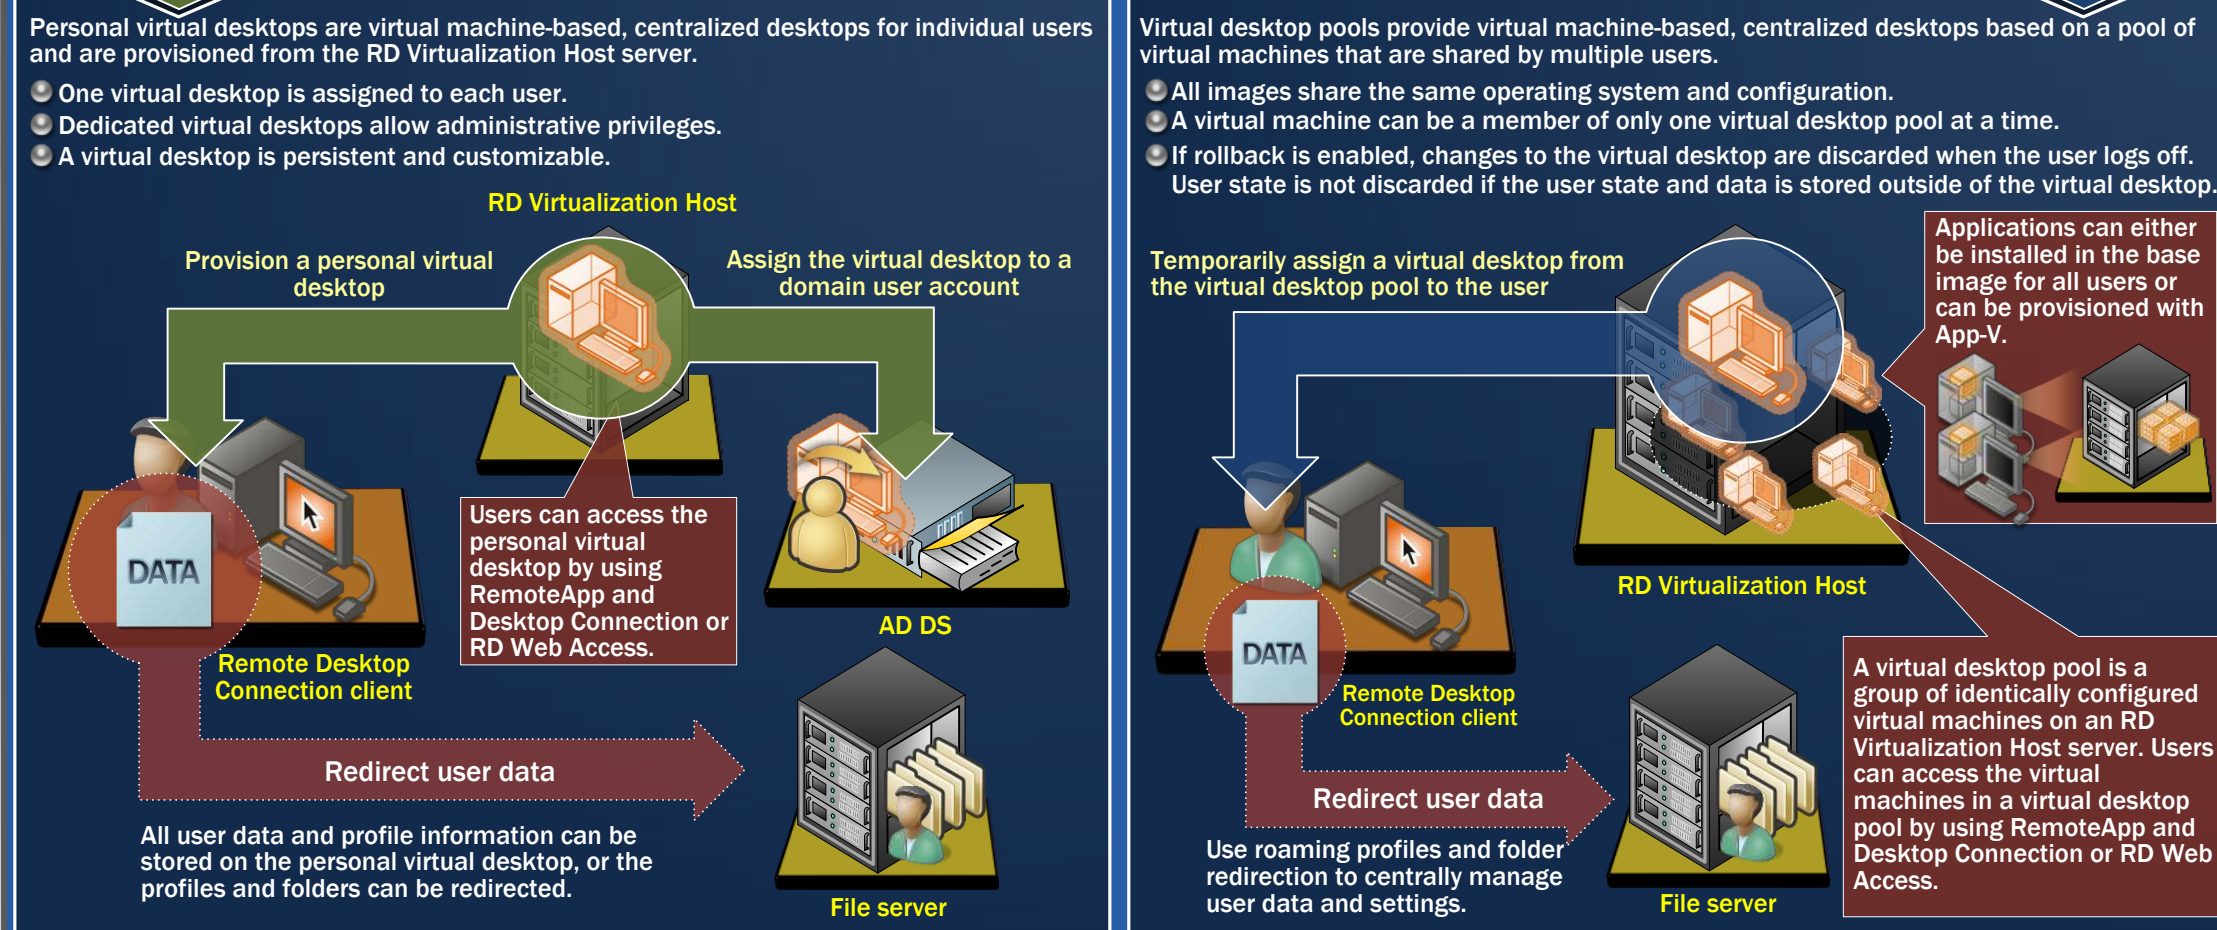 Personal virtual desktops are virtual machine-based, centralized desktops for individual users
and are provisioned from the RD Virtualization Host server.
One virtual desktop is assigned to each user.
Dedicated virtual desktops allow administrative privileges.
A virtual desktop is persistent and customizable.
RD Virtualization Host
Provision a personal virtual
desktop
Assign the virtual desktop to a
domain user account
Users can access the
personal virtual
desktop by using
RemoteApp and
Desktop Connection or
RD Web Access.
DATA
AD DS
Remote Desktop
Connection client
Redirect user data
All user data and profile information can be
stored on the personal virtual desktop, or the
profiles and folders can be redirected.
File server
Virtual desktop pools provide virtual machine-based, centralized desktops based on a pool of
virtual machines that are shared by multiple users.
All images share the same operating system and configuration.
A virtual machine can be a member of only one virtual desktop pool at a time.
If rollback is enabled, changes to the virtual desktop are discarded when the user logs off.
User state is not discarded if the user state and data is stored outside of the virtual desktop.
Temporarily assign a virtual desktop from
the virtual desktop pool to the user
Applications can either
be installed in the base
image for all users or
can be provisioned with
App-V.
RD Virtualization Host
DATA
Remote Desktop
Connection client
Redirect user data
Use roaming profiles and folder
redirection to centrally manage
user data and settings.
File server
A virtual desktop pool is a
group of identically configured
virtual machines on an RD
Virtualization Host server. Users
can access the virtual
machines in a virtual desktop
pool by using RemoteApp and
Desktop Connection or RD Web
Access.